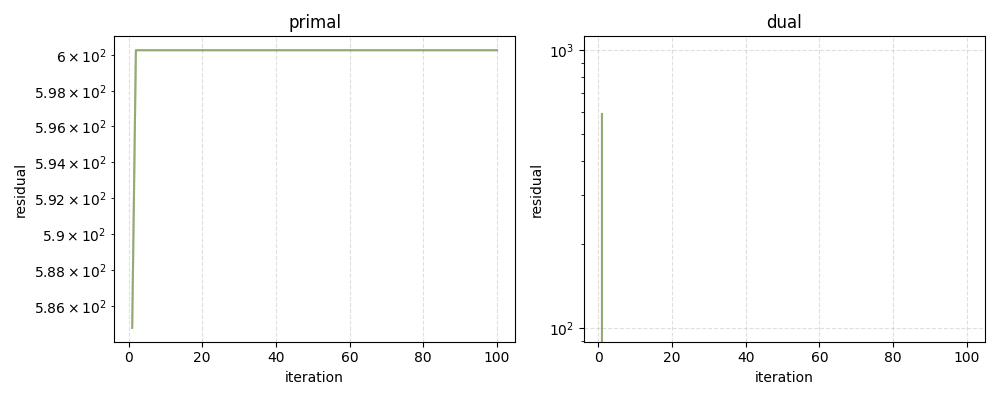 primal
residual
6 × 10²
5.98 × 10²
5.96 × 10²
5.94 × 10²
5.92 × 10²
5.9 × 10²
5.88 × 10²
5.86 × 10²
0 20 40 60 80 100
iteration
dual
residual
10³
10²
0 20 40 60 80 100
iteration